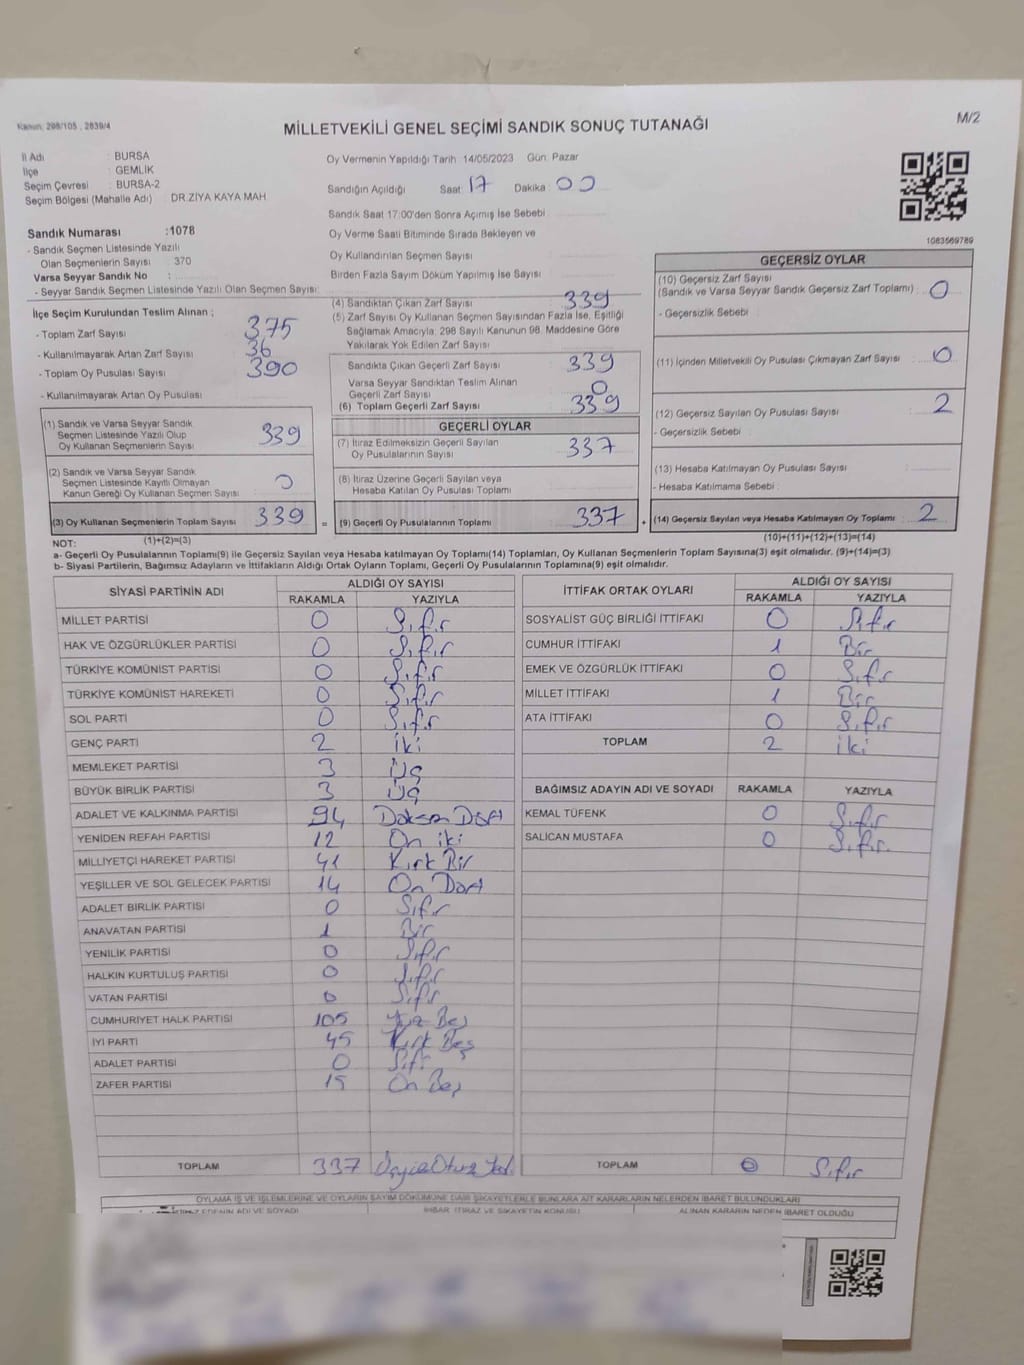 Kanun: 298/105 , 2839/4
MİLLETVEKİLİ GENEL SEÇİMİ SANDIK SONUÇ TUTANAĞI
M/2
İl Adı : BURSA
İlçe : GEMLİK
Seçim Çevresi : BURSA-2
Seçim Bölgesi (Mahalle Adı) : DR.ZİYA KAYA MAH
Sandık Numarası :1078
- Sandık Seçmen Listesinde Yazılı
Olan Seçmenlerin Sayısı : 370
Varsa Seyyar Sandık No :
- Seyyar Sandık Seçmen Listesinde Yazılı Olan Seçmen Sayısı:
İlçe Seçim Kurulundan Teslim Alınan ;
- Toplam Zarf Sayısı 375
- Kullanılmayarak Artan Zarf Sayısı 36
- Toplam Oy Pusulası Sayısı 390
- Kullanılmayarak Artan Oy Pusulası
(1) Sandık ve Varsa Seyyar Sandık
Seçmen Listesinde Yazılı Olup
Oy Kullanan Seçmenlerin Sayısı 339
(2) Sandık ve Varsa Seyyar Sandık
Seçmen Listesinde Kayıtlı Olmayan
Kanun Gereği Oy Kullanan Seçmen Sayısı 0
(3) Oy Kullanan Seçmenlerin Toplam Sayısı 339 =
(1)+(2)=(3)
Oy Vermenin Yapıldığı Tarih 14/05/2023 Gün: Pazar
Sandığın Açıldığı Saat: 17 Dakika: 00
Sandık Saat 17:00'den Sonra Açımış İse Sebebi
Oy Verme Saati Bitiminde Sırada Bekleyen ve
Oy Kullandırılan Seçmen Sayısı
Birden Fazla Sayım Döküm Yapılmış İse Sayısı
(4) Sandıktan Çıkan Zarf Sayısı 339
(5) Zarf Sayısı Oy Kullanan Seçmen Sayısından Fazla İse, Eşitliği
Sağlamak Amacıyla, 298 Sayılı Kanunun 98. Maddesine Göre
Yakılarak Yok Edilen Zarf Sayısı
Sandıkta Çıkan Geçerli Zarf Sayısı 339
Varsa Seyyar Sandıktan Teslim Alınan
Geçerli Zarf Sayısı 0
(6) Toplam Geçerli Zarf Sayısı 339
GEÇERLİ OYLAR
(7) İtiraz Edilmeksizin Geçerli Sayılan
Oy Pusulalarının Sayısı 337
(8) İtiraz Üzerine Geçerli Sayılan veya
Hesaba Katılan Oy Pusulası Toplamı
(9) Geçerli Oy Pusulalarının Toplamı 337 +
1083569789
GEÇERSİZ OYLAR
(10) Geçersiz Zarf Sayısı
(Sandık ve Varsa Seyyar Sandık Geçersiz Zarf Toplamı) 0
- Geçersizlik Sebebi :
(11) İçinden Milletvekili Oy Pusulası Çıkmayan Zarf Sayısı : 0
(12) Geçersiz Sayılan Oy Pusulası Sayısı 2
- Geçersizlik Sebebi :
(13) Hesaba Katılmayan Oy Pusulası Sayısı
- Hesaba Katılmama Sebebi :
(14) Geçersiz Sayılan veya Hesaba Katılmayan Oy Toplamı : 2
(10)+(11)+(12)+(13)=(14)
NOT:
a- Geçerli Oy Pusulalarının Toplamı(9) ile Geçersiz Sayılan veya Hesaba katılmayan Oy Toplamı(14) Toplamları, Oy Kullanan Seçmenlerin Toplam Sayısına(3) eşit olmalıdır. (9)+(14)=(3)
b- Siyasi Partilerin, Bağımsız Adayların ve İttifakların Aldığı Ortak Oyların Toplamı, Geçerli Oy Pusulalarının Toplamına(9) eşit olmalıdır.
SİYASİ PARTİNİN ADI ALDIĞI OY SAYISI
RAKAMLA YAZIYLA
MİLLET PARTİSİ 0 Sıfır
HAK VE ÖZGÜRLÜKLER PARTİSİ 0 Sıfır
TÜRKİYE KOMÜNİST PARTİSİ 0 Sıfır
TÜRKİYE KOMÜNİST HAREKETİ 0 Sıfır
SOL PARTİ 0 Sıfır
GENÇ PARTİ 2 İki
MEMLEKET PARTİSİ 3 Üç
BÜYÜK BİRLİK PARTİSİ 3 Üç
ADALET VE KALKINMA PARTİSİ 94 Doksan Dört
YENİDEN REFAH PARTİSİ 12 On iki
MİLLİYETÇİ HAREKET PARTİSİ 41 Kırk Bir
YEŞİLLER VE SOL GELECEK PARTİSİ 14 On Dört
ADALET BİRLİK PARTİSİ 0 Sıfır
ANAVATAN PARTİSİ 1 Bir
YENİLİK PARTİSİ 0 Sıfır
HALKIN KURTULUŞ PARTİSİ 0 Sıfır
VATAN PARTİSİ 0 Sıfır
CUMHURİYET HALK PARTİSİ 105 Yüz Beş
İYİ PARTİ 45 Kırk Beş
ADALET PARTİSİ 0 Sıfır
ZAFER PARTİSİ 15 On Beş
TOPLAM 337
İTTİFAK ORTAK OYLARI ALDIĞI OY SAYISI
RAKAMLA YAZIYLA
SOSYALİST GÜÇ BİRLİĞİ İTTİFAKI 0 Sıfır
CUMHUR İTTİFAKI 1 Bir
EMEK VE ÖZGÜRLÜK İTTİFAKI 0 Sıfır
MİLLET İTTİFAKI 1 Bir
ATA İTTİFAKI 0 Sıfır
TOPLAM 2 İki
BAĞIMSIZ ADAYIN ADI VE SOYADI RAKAMLA YAZIYLA
KEMAL TÜFENK 0 Sıfır
SALİCAN MUSTAFA 0 Sıfır
TOPLAM 0 Sıfır
OYLAMA İŞ VE İŞLEMLERİNE VE OYLARIN SAYIM DÖKÜMÜNE DAİR ŞİKAYETLERLE BUNLARA AİT KARARLARIN NELERDEN İBARET BULUNDUKLARI
EDENİN ADI VE SOYADI İHBAR, İTİRAZ VE ŞİKAYETİN KONUSU ALINAN KARARIN NEDEN İBARET OLDUĞU